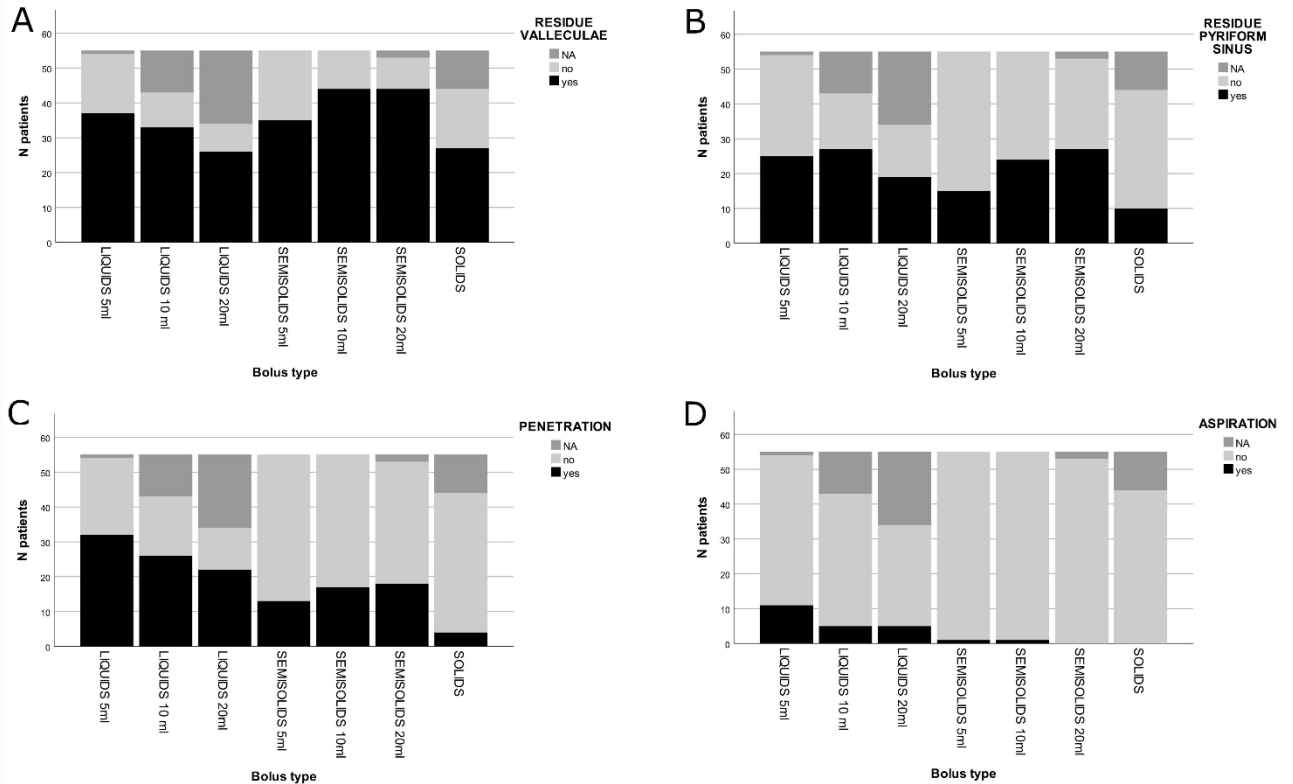 A
RESIDUE
VALLECULAE
NA
no
yes
N patients
60
50
40
30
20
10
0
LIQUIDS 5ml
LIQUIDS 10 ml
LIQUIDS 20ml
SEMISOLIDS 5ml
SEMISOLIDS 10ml
SEMISOLIDS 20ml
SOLIDS
Bolus type
B
RESIDUE
PYRIFORM
SINUS
NA
no
yes
N patients
60
50
40
30
20
10
0
LIQUIDS 5ml
LIQUIDS 10 ml
LIQUIDS 20ml
SEMISOLIDS 5ml
SEMISOLIDS 10ml
SEMISOLIDS 20ml
SOLIDS
Bolus type
C
PENETRATION
NA
no
yes
N patients
60
50
40
30
20
10
0
LIQUIDS 5ml
LIQUIDS 10 ml
LIQUIDS 20ml
SEMISOLIDS 5ml
SEMISOLIDS 10ml
SEMISOLIDS 20ml
SOLIDS
Bolus type
D
ASPIRATION
NA
no
yes
N patients
60
50
40
30
20
10
0
LIQUIDS 5ml
LIQUIDS 10 ml
LIQUIDS 20ml
SEMISOLIDS 5ml
SEMISOLIDS 10ml
SEMISOLIDS 20ml
SOLIDS
Bolus type